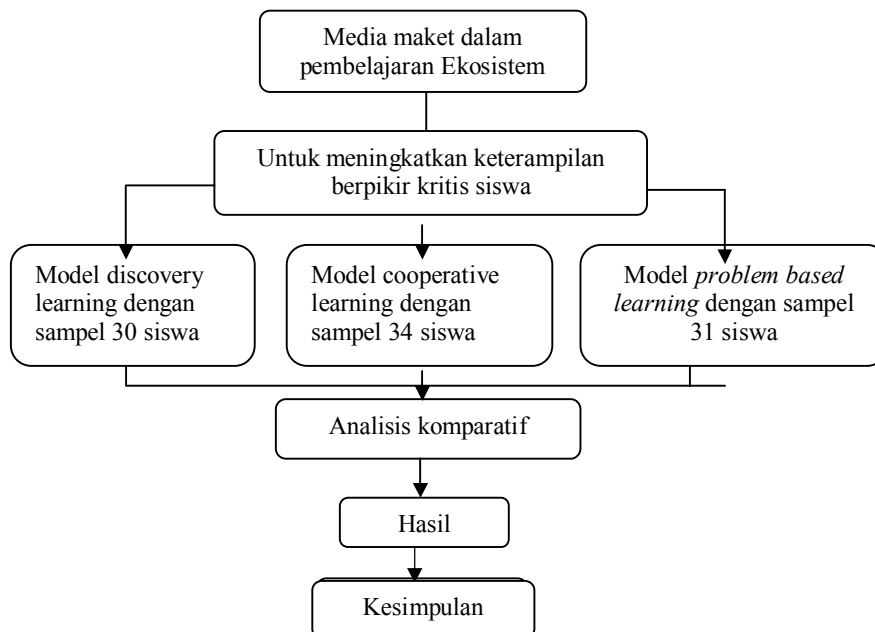 Media maket dalam
pembelajaran Ekosistem
Untuk meningkatkan keterampilan
berpikir kritis siswa
Model discovery
learning dengan
sampel 30 siswa
Model cooperative
learning dengan
sampel 34 siswa
Model problem based
learning dengan sampel
31 siswa
Analisis komparatif
Hasil
Kesimpulan